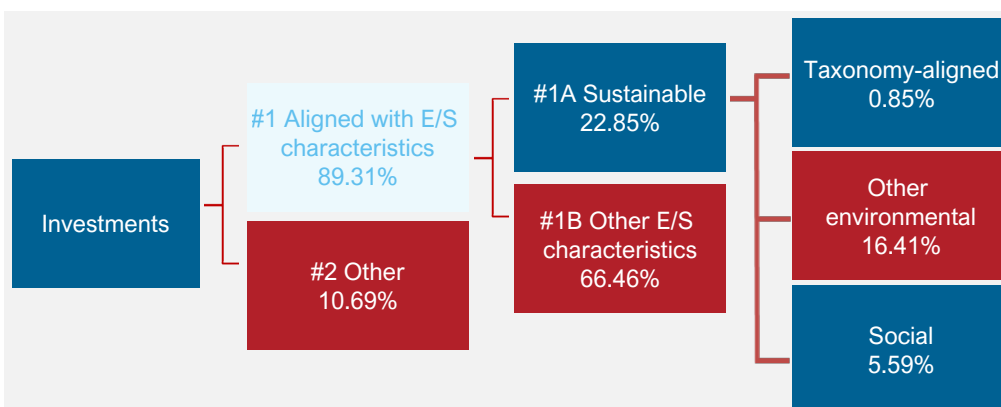 Investments
#1 Aligned with E/S
characteristics
89.31%
#2 Other
10.69%
#1A Sustainable
22.85%
#1B Other E/S
characteristics
66.46%
Taxonomy-aligned
0.85%
Other
environmental
16.41%
Social
5.59%